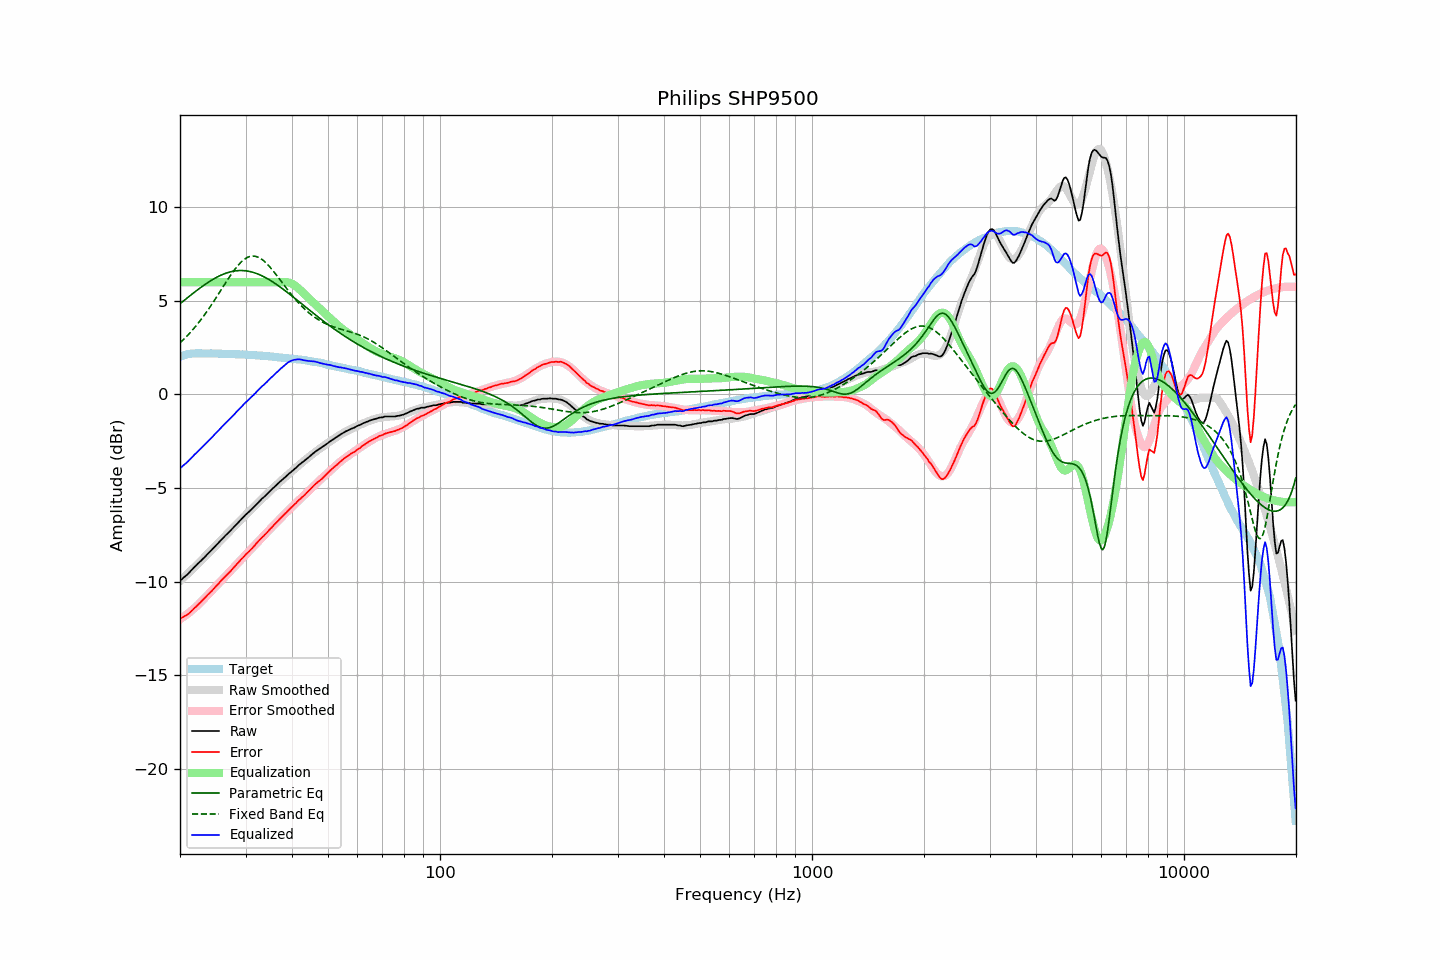 Philips SHP9500
Amplitude (dBr)
10
5
0
−5
−10
−15
−20
Target
Raw Smoothed
Error Smoothed
Raw
Error
Equalization
Parametric Eq
Fixed Band Eq
Equalized
100
1000
10000
Frequency (Hz)